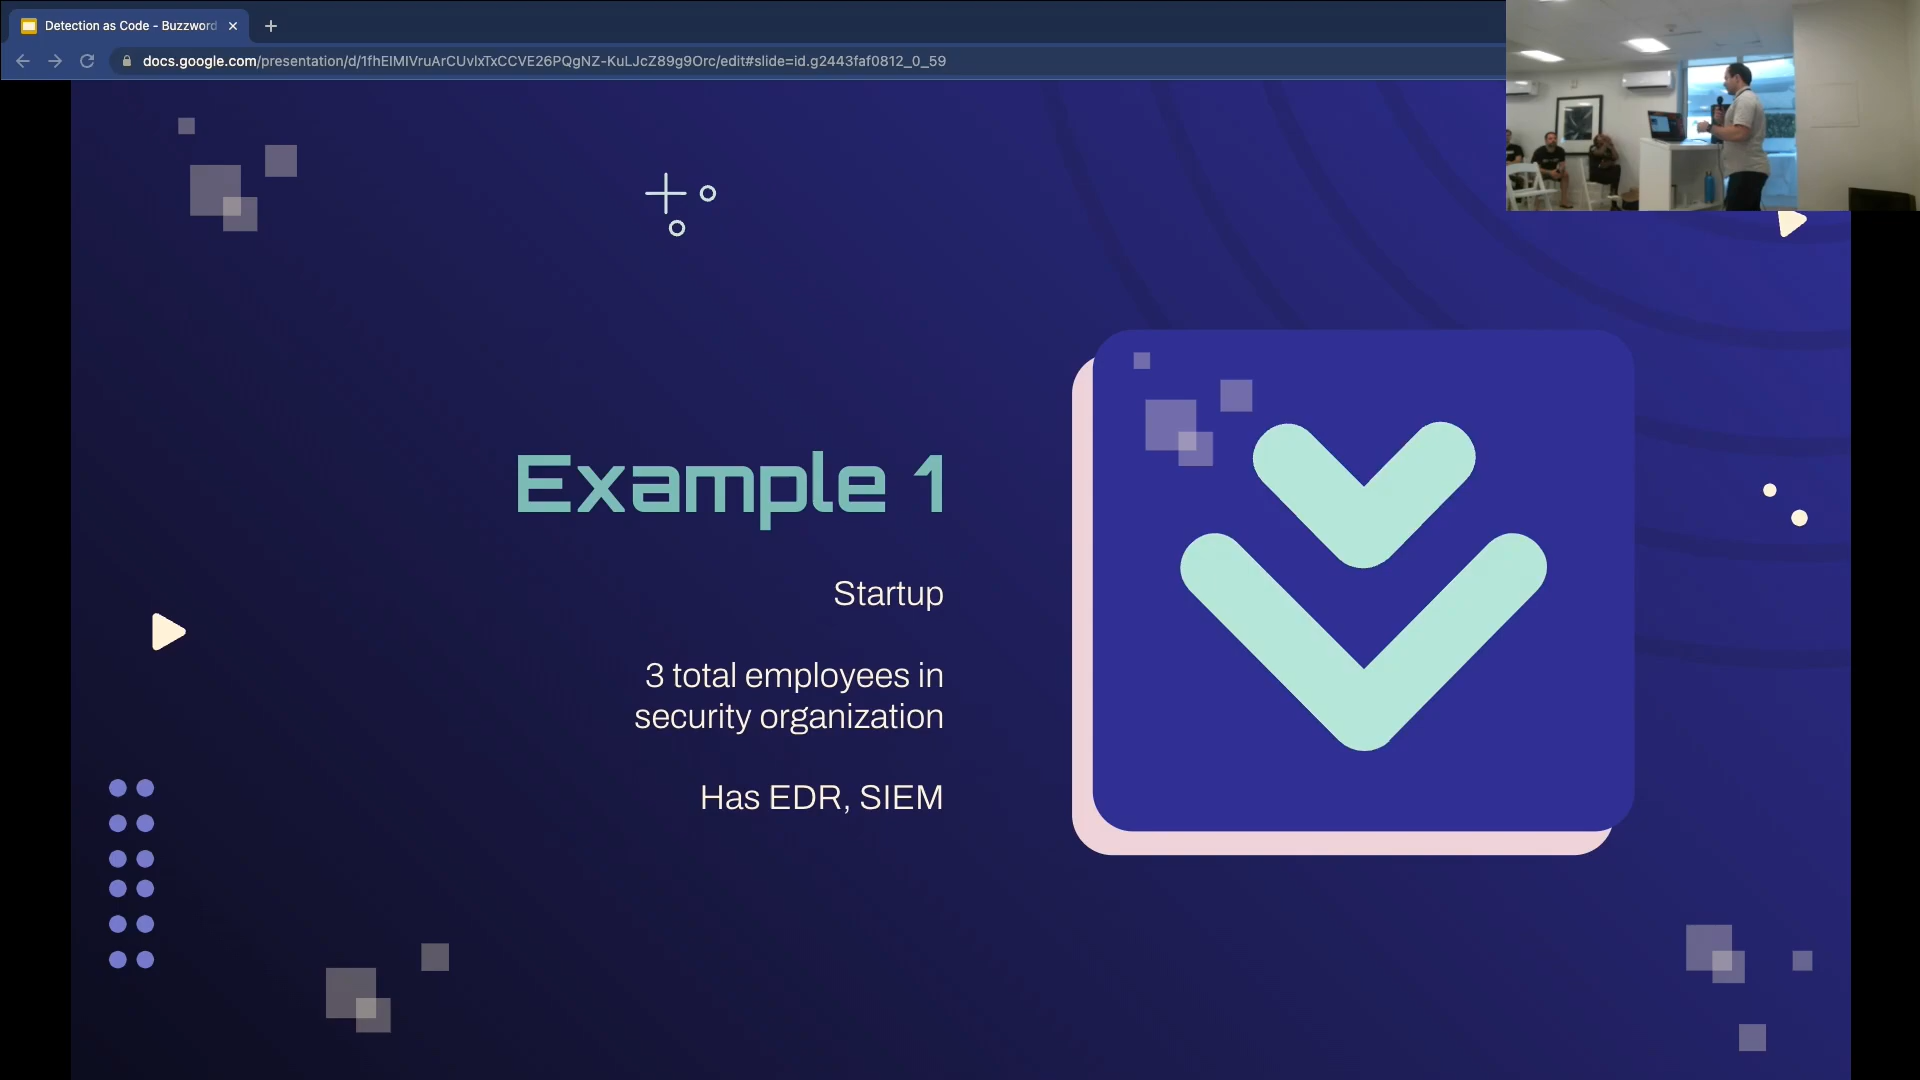 Detection as Code - Buzzword
docs.google.com/presentation/d/1fhEIMIVruArCUvlxTxCCVE26PQgNZ-KuLJcZ89g9Orc/edit#slide=id.g2443faf0812_0_59
Example 1
Startup
3 total employees in
security organization
Has EDR, SIEM